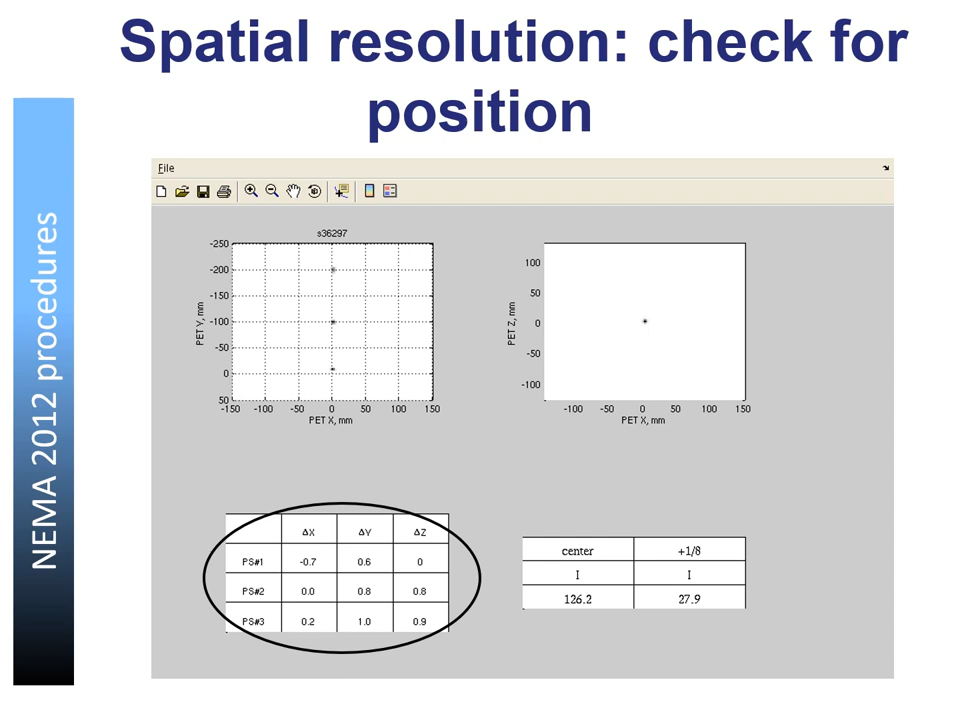 Spatial resolution: check for
position
NEMA 2012 procedures
File
s36297
-250
-200
-150
-100
-50
0
50
PET Y, mm
-150 -100 -50 0 50 100 150
PET X, mm
100
50
0
-50
-100
PET Z, mm
-100 -50 0 50 100 150
PET X, mm
ΔX ΔY ΔZ
PS#1 -0.7 0.6 0
PS#2 0.0 0.8 0.8
PS#3 0.2 1.0 0.9
center +1/8
I I
126.2 27.9